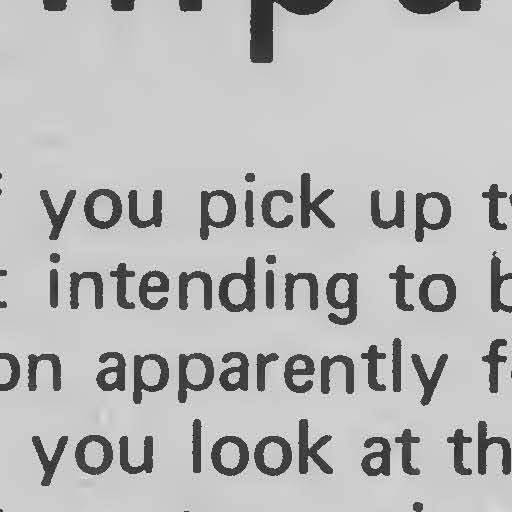 you pick up
intending to
on apparently
you look at th